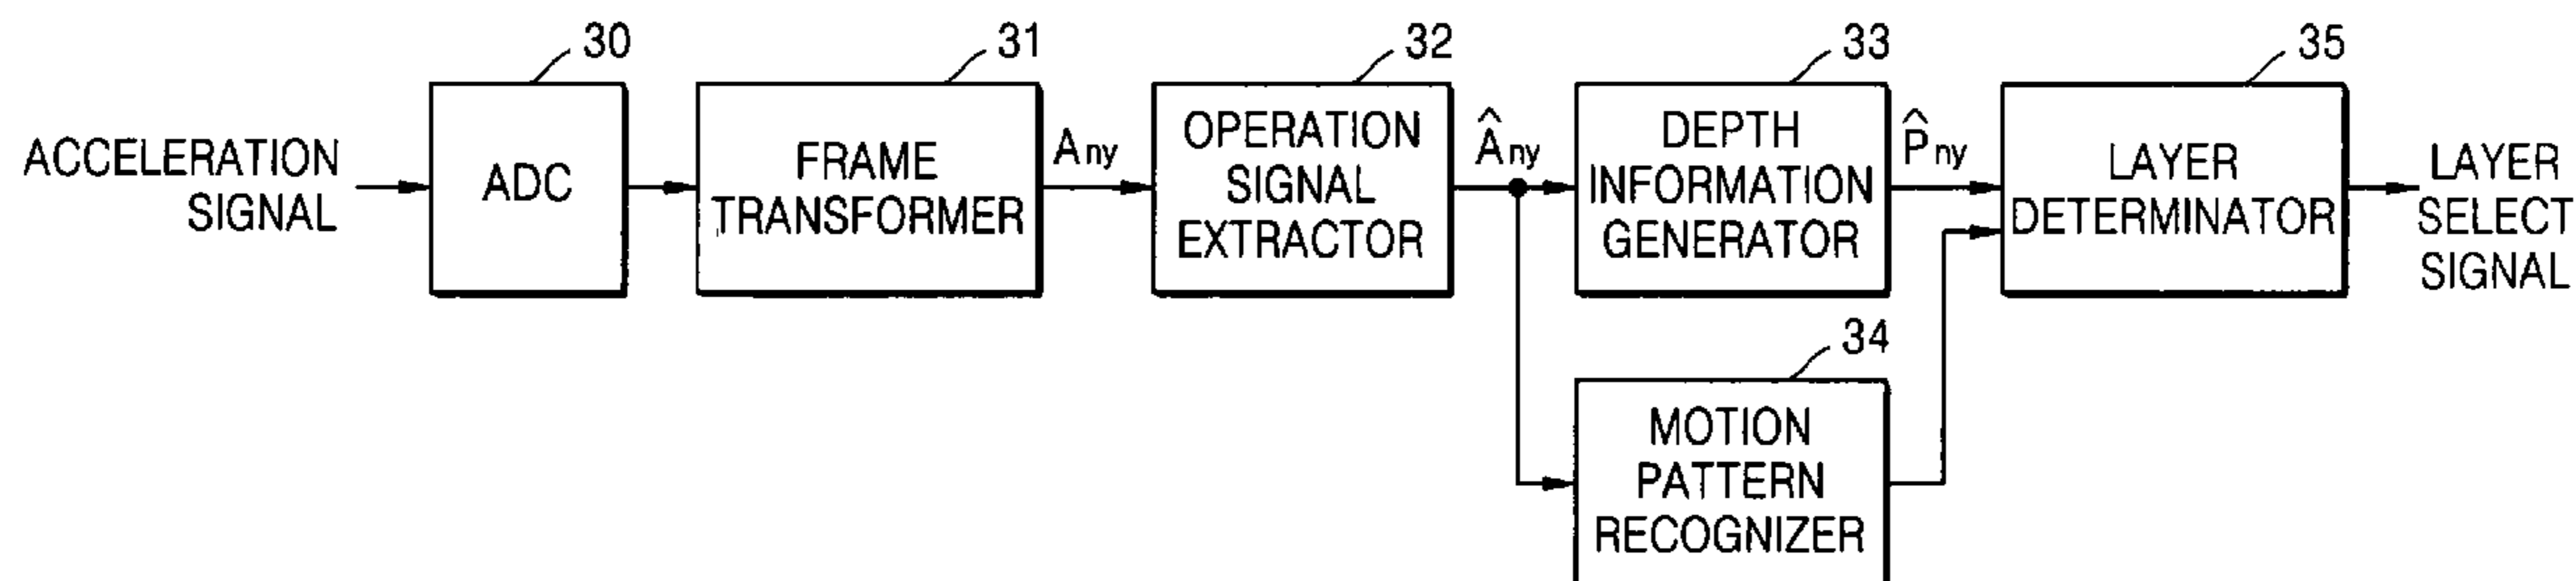 30
31
32
33
35
ACCELERATION
SIGNAL
ADC
FRAME
TRANSFORMER
Any
OPERATION
SIGNAL
EXTRACTOR
Âny
DEPTH
INFORMATION
GENERATOR
P̂ny
LAYER
DETERMINATOR
LAYER
SELECT
SIGNAL
34
MOTION
PATTERN
RECOGNIZER